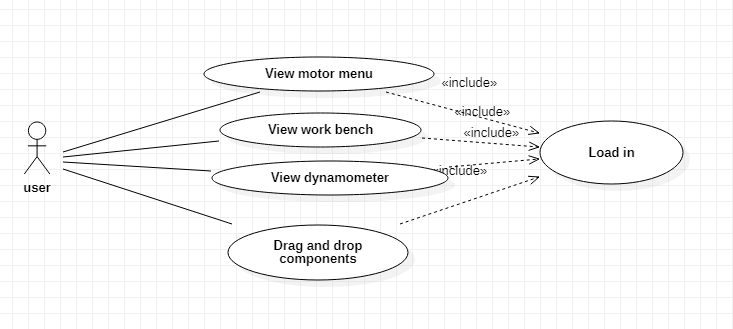 View motor menu
«include»
«include»
View work bench
«include»
Load in
View dynamometer
«include»
user
Drag and drop
components